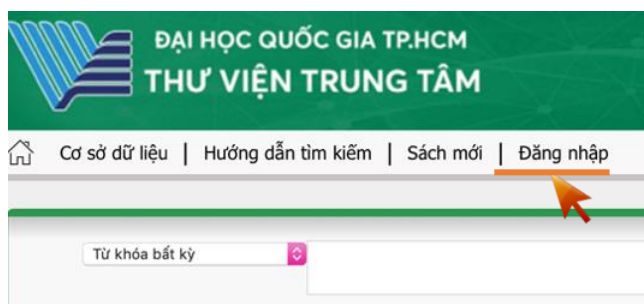 ĐẠI HỌC QUỐC GIA TP.HCM
THƯ VIỆN TRUNG TÂM
Cơ sở dữ liệu | Hướng dẫn tìm kiếm | Sách mới | Đăng nhập
Từ khóa bất kỳ